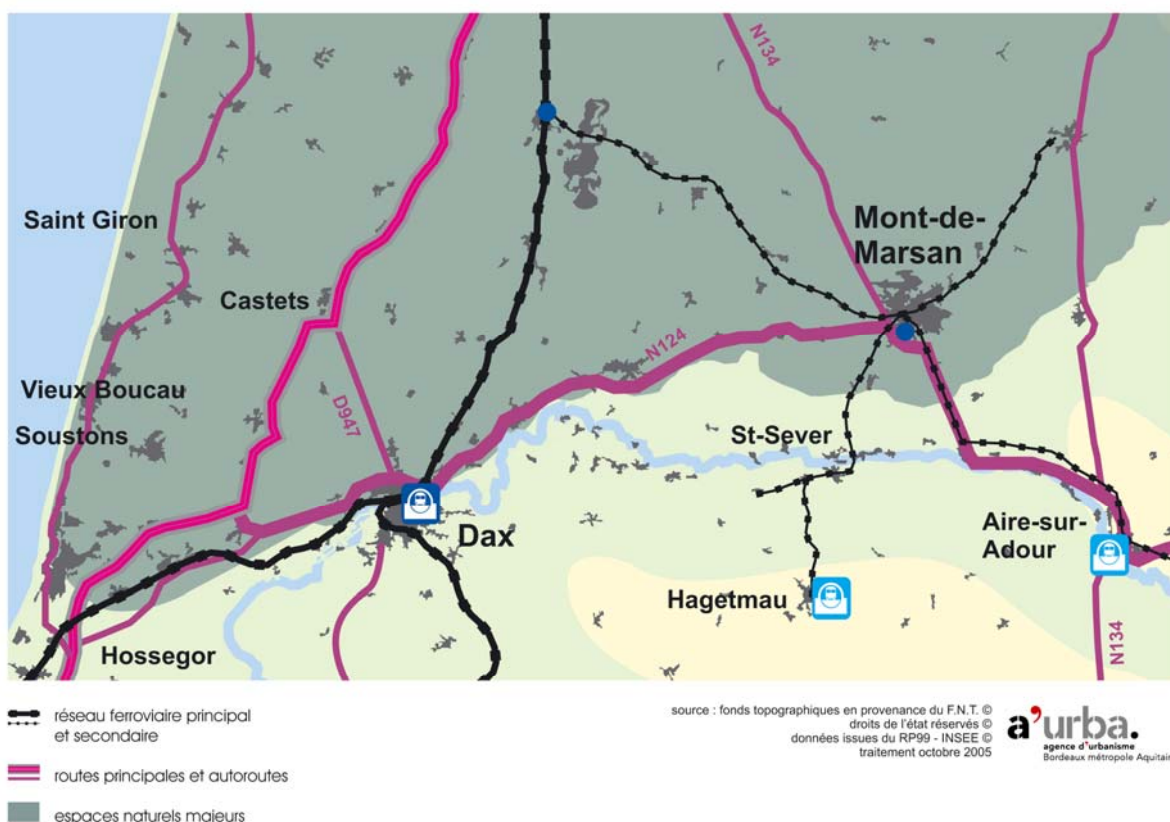 N134
Saint Giron
Mont-de-
Marsan
Castets
N124
Vieux Boucau
D947
Soustons
St-Sever
Dax
Aire-sur-
Adour
Hagetmau
Hossegor
N134
réseau ferroviaire principal
et secondaire
routes principales et autoroutes
espaces naturels majeurs
source : fonds topographiques en provenance du F.N.T. ©
droits de l'état réservés ©
données issues du RP99 - INSEE ©
traitement octobre 2005
a'urba.
agence d'urbanisme
Bordeaux métropole Aquitain